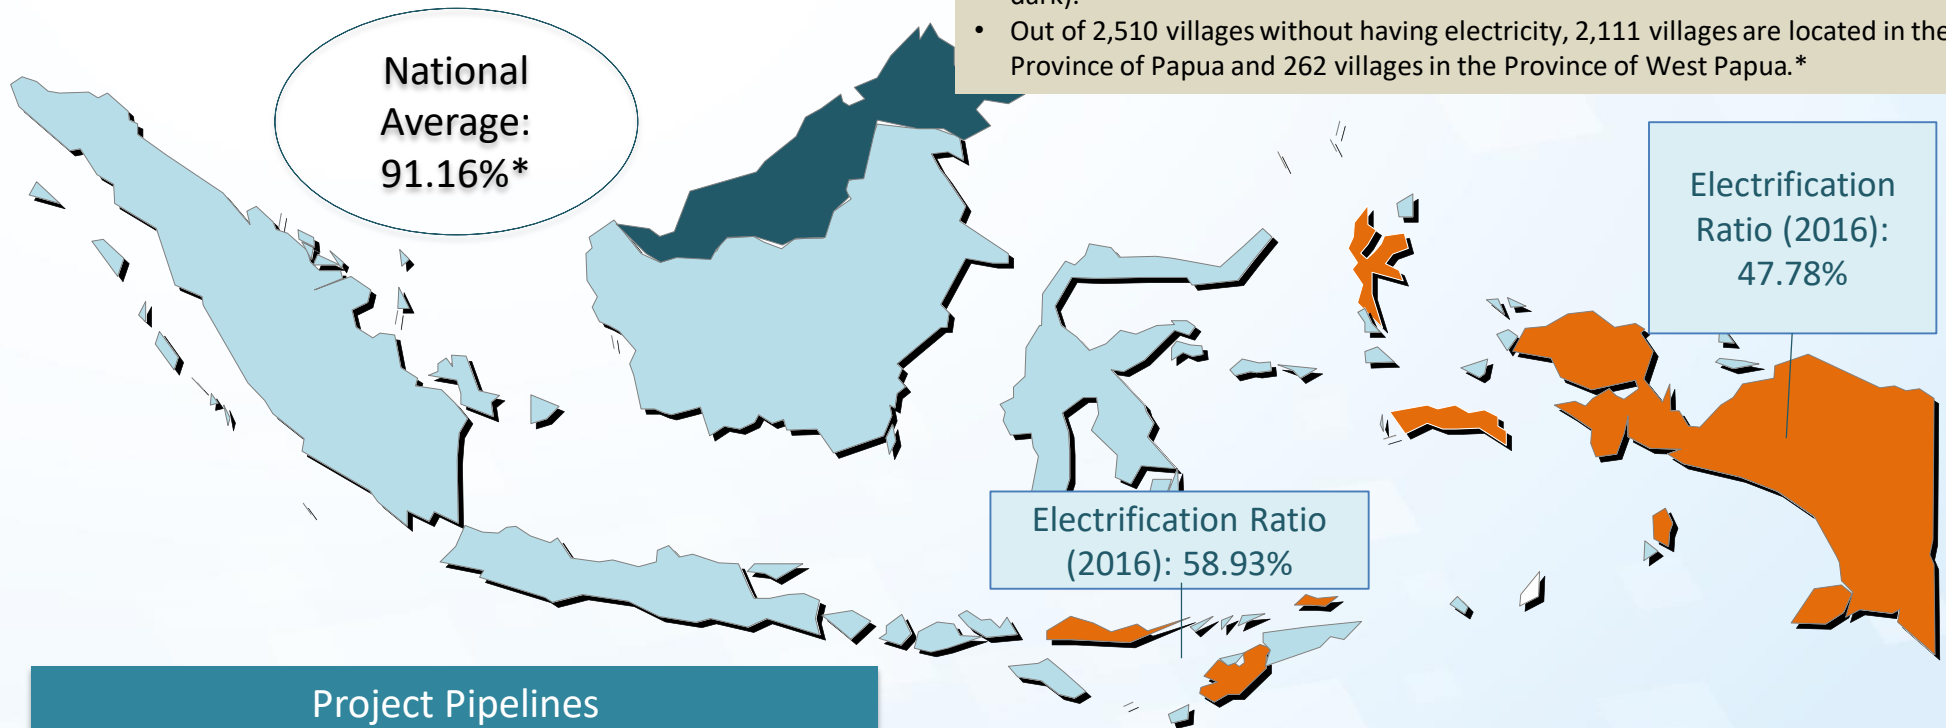 dark).
• Out of 2,510 villages without having electricity, 2,111 villages are located in the
Province of Papua and 262 villages in the Province of West Papua.*
National
Average:
91.16%*
Electrification
Ratio (2016):
47.78%
Electrification Ratio
(2016): 58.93%
Project Pipelines